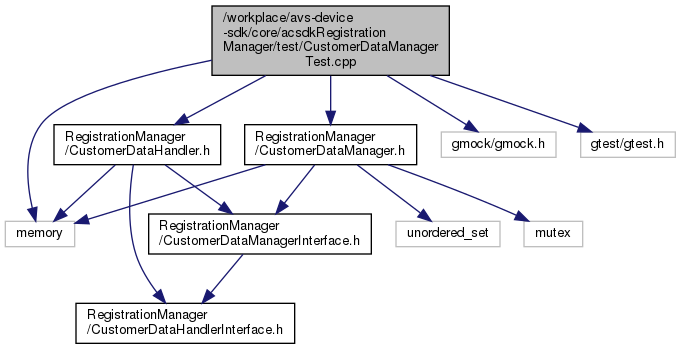 /workplace/avs-device
-sdk/core/acsdkRegistration
Manager/test/CustomerDataManager
Test.cpp
RegistrationManager
/CustomerDataHandler.h
RegistrationManager
/CustomerDataManager.h
gmock/gmock.h
gtest/gtest.h
memory
RegistrationManager
/CustomerDataManagerInterface.h
unordered_set
mutex
RegistrationManager
/CustomerDataHandlerInterface.h